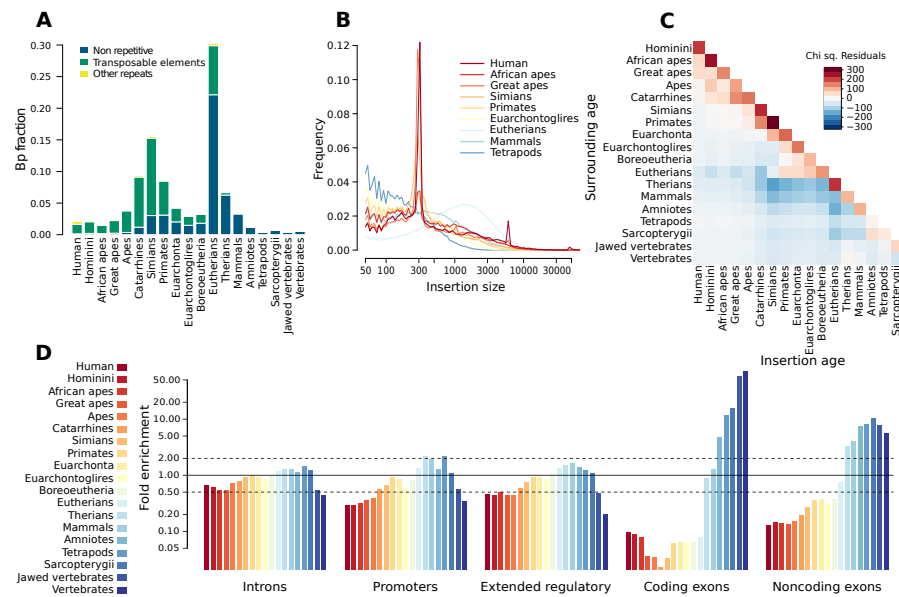 A
Non repetitive
Transposable elements
Other repeats
Bp fraction
0.30
0.25
0.20
0.15
0.10
0.05
0.00
Human
Hominini
African apes
Great apes
Apes
Catarrhines
Simians
Primates
Euarchonta
Euarchontoglires
Boreoeutheria
Eutherians
Therians
Mammals
Amniotes
Tetrapods
Sarcopterygii
Jawed vertebrates
Vertebrates
B
Frequency
0.12
0.08
0.04
0.02
0.00
Human
African apes
Great apes
Simians
Primates
Euarchontoglires
Eutherians
Mammals
Tetrapods
50 100 300 1000 3000 10000 30000
Insertion size
C
Surrounding age
Chi sq. Residuals
300
200
100
0
−100
−200
−300
Hominini
African apes
Great apes
Apes
Catarrhines
Simians
Primates
Euarchonta
Euarchontoglires
Boreoeutheria
Eutherians
Therians
Mammals
Amniotes
Tetrapods
Sarcopterygii
Jawed vertebrates
Vertebrates
Human
Hominini
African apes
Great apes
Apes
Catarrhines
Simians
Primates
Euarchonta
Euarchontoglires
Boreoeutheria
Eutherians
Therians
Mammals
Amniotes
Tetrapods
Sarcopterygii
Insertion age
D
Human
Hominini
African apes
Great apes
Apes
Catarrhines
Simians
Primates
Euarchonta
Euarchontoglires
Boreoeutheria
Eutherians
Therians
Mammals
Amniotes
Tetrapods
Sarcopterygii
Jawed vertebrates
Vertebrates
Fold enrichment
50.00
20.00
10.00
5.00
2.00
1.00
0.50
0.20
0.10
0.05
Introns
Promoters
Extended regulatory
Coding exons
Noncoding exons